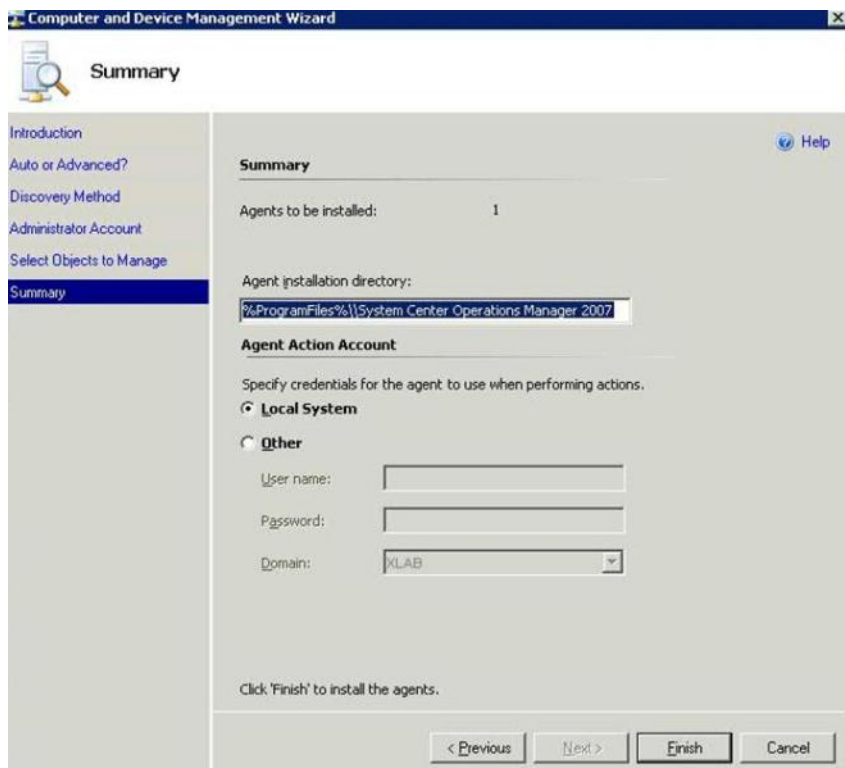 Computer and Device Management Wizard
Summary
Introduction
Auto or Advanced?
Discovery Method
Administrator Account
Select Objects to Manage
Summary
Help
Summary
Agents to be installed: 1
Agent installation directory:
%ProgramFiles%\\System Center Operations Manager 2007
Agent Action Account
Specify credentials for the agent to use when performing actions.
Local System
Other
User name:
Password:
Domain: XLAB
Click 'Finish' to install the agents.
< Previous Next > Finish Cancel